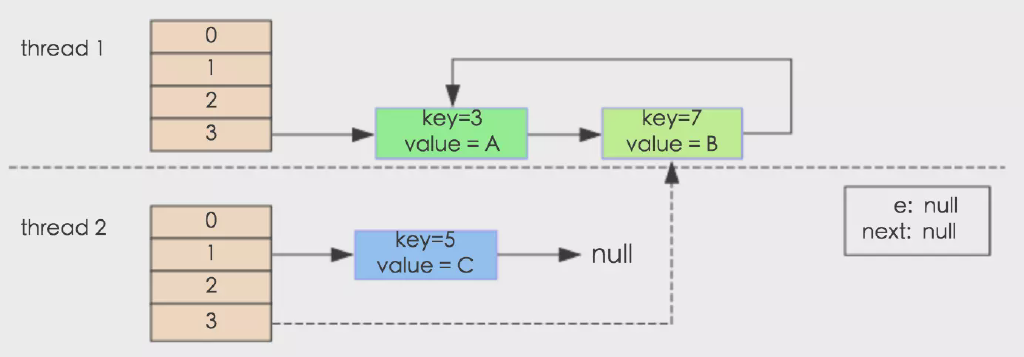 thread 1
0
1
2
3
key=3
value = A
key=7
value = B
thread 2
0
1
2
3
key=5
value = C
null
e: null
next: null